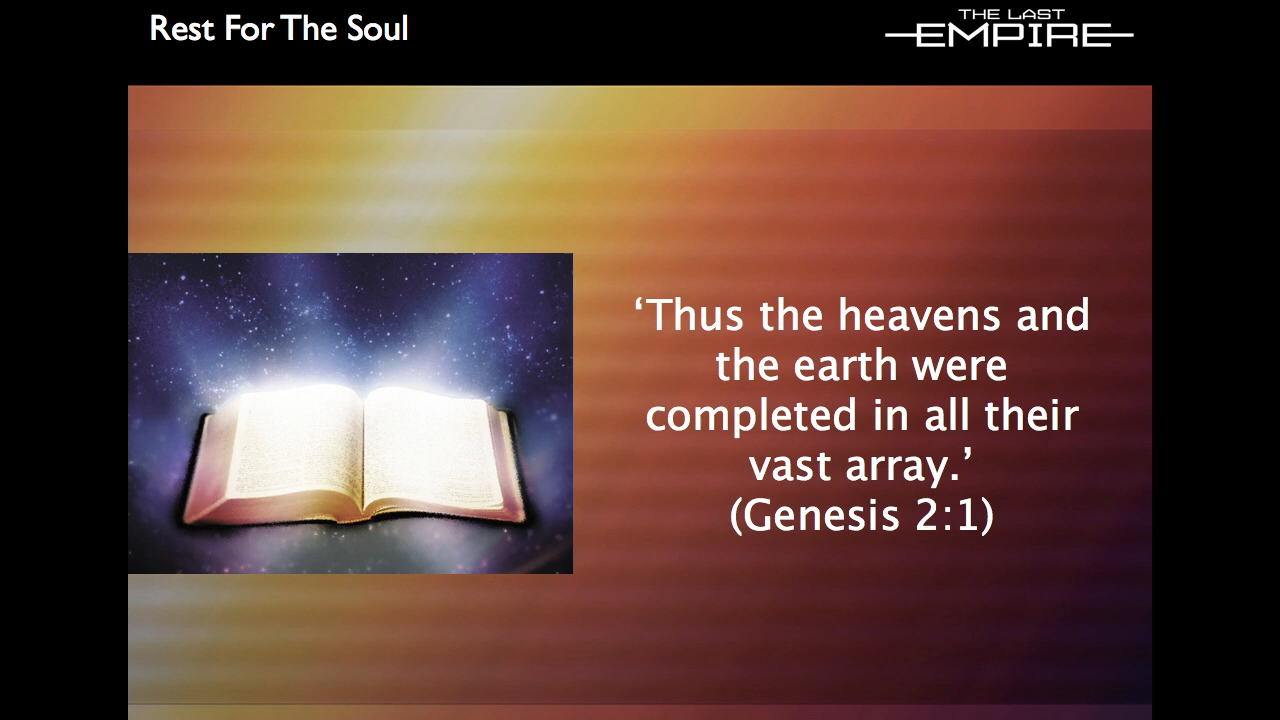 Rest For The Soul
THE LAST
EMPIRE
‘Thus the heavens and
the earth were
completed in all their
vast array.’
(Genesis 2:1)